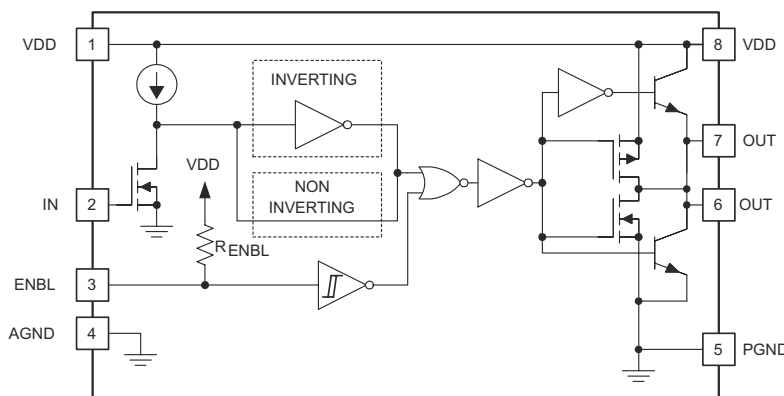 VDD 1
8 VDD
INVERTING
7 OUT
VDD
NON
INVERTING
IN 2
6 OUT
RENBL
ENBL 3
AGND 4
5 PGND